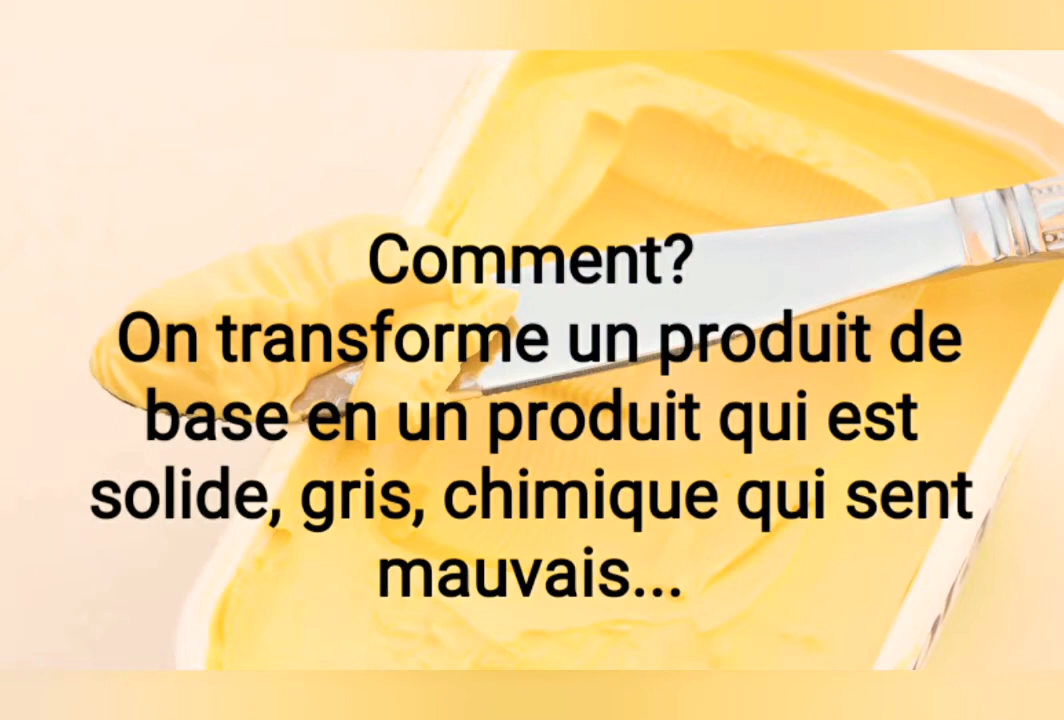 Comment?
On transforme un produit de
base en un produit qui est
solide, gris, chimique qui sent
mauvais...